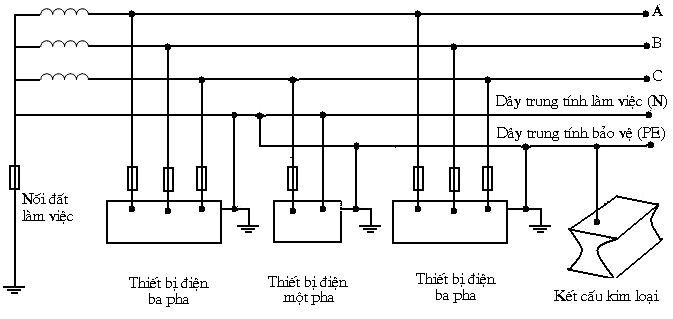 A
B
C
Dây trung tính làm việc (N)
Dây trung tính bảo vệ (PE)
Nối đất
làm việc
Thiết bị điện
ba pha
Thiết bị điện
một pha
Thiết bị điện
ba pha
Kết cấu kim loại